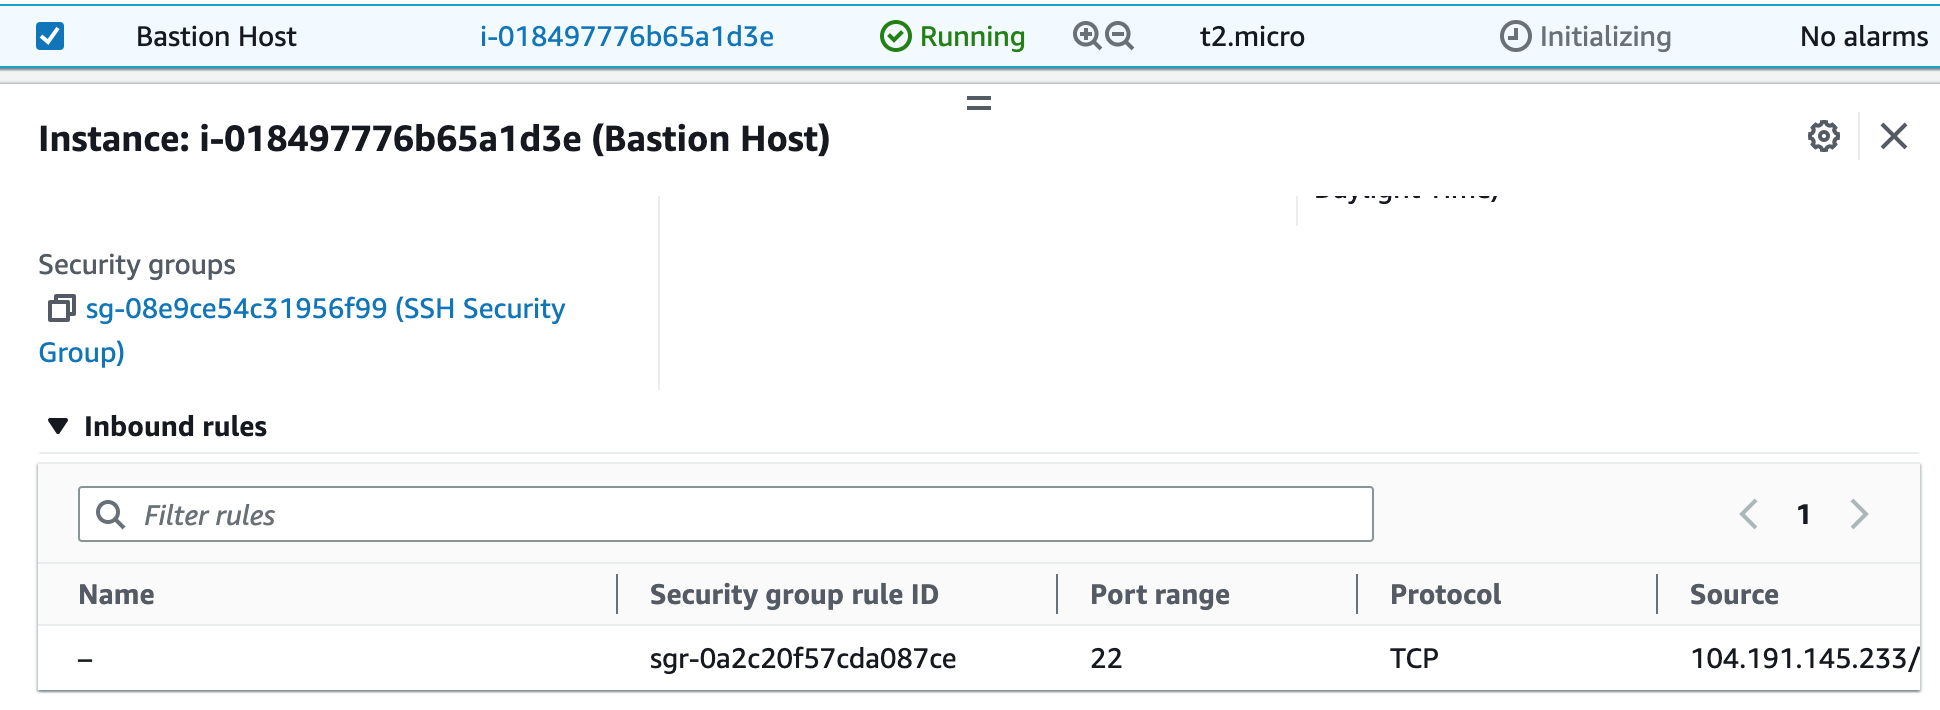 Bastion Host i-018497776b65a1d3e Running t2.micro Initializing No alarms
Instance: i-018497776b65a1d3e (Bastion Host)
Daylight Time)
Security groups
sg-08e9ce54c31956f99 (SSH Security
Group)
Inbound rules
Filter rules 1
Name Security group rule ID Port range Protocol Source
– sgr-0a2c20f57cda087ce 22 TCP 104.191.145.233/